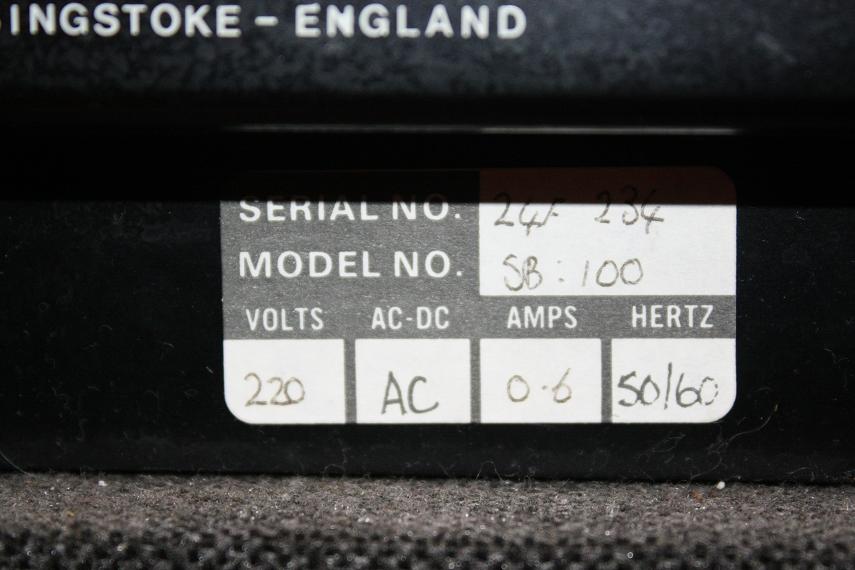 INGSTOKE - ENGLAND
SERIAL NO. 24/- 234
MODEL NO. SB: 100
VOLTS AC-DC AMPS HERTZ
220 AC 0.6 50/60